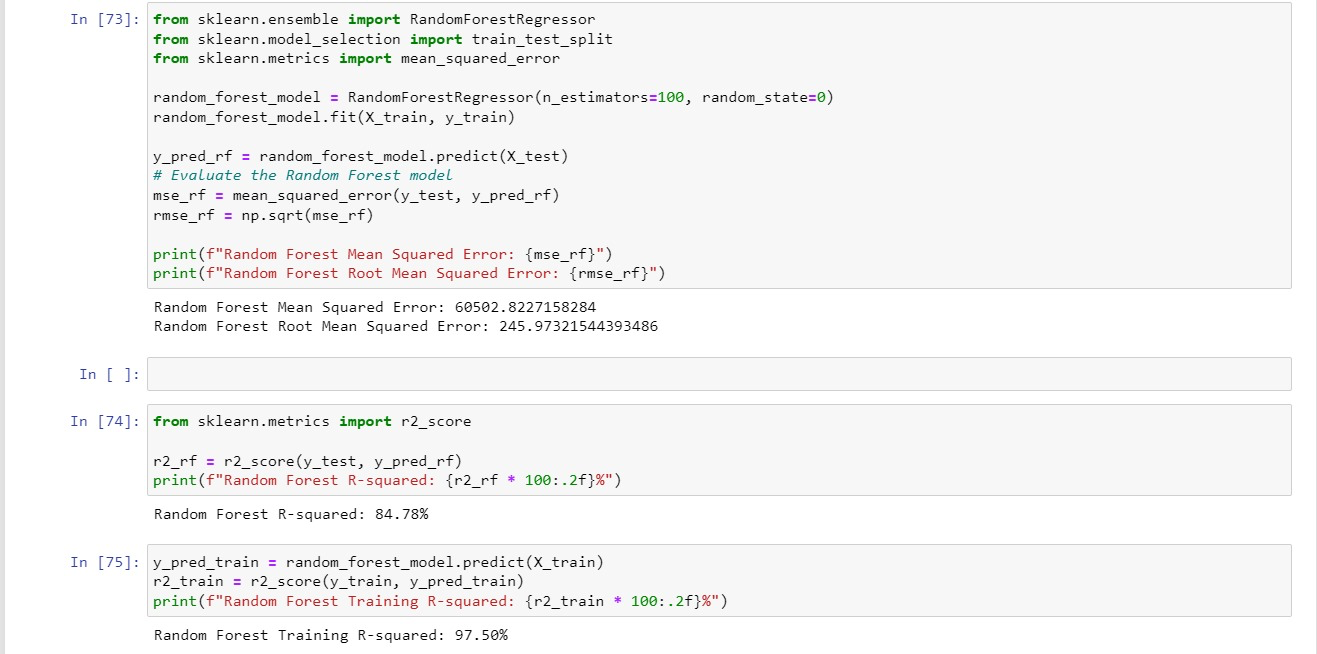 In [73]: from sklearn.ensemble import RandomForestRegressor
from sklearn.model_selection import train_test_split
from sklearn.metrics import mean_squared_error
random_forest_model = RandomForestRegressor(n_estimators=100, random_state=0)
random_forest_model.fit(X_train, y_train)
y_pred_rf = random_forest_model.predict(X_test)
# Evaluate the Random Forest model
mse_rf = mean_squared_error(y_test, y_pred_rf)
rmse_rf = np.sqrt(mse_rf)
print(f"Random Forest Mean Squared Error: {mse_rf}")
print(f"Random Forest Root Mean Squared Error: {rmse_rf}")
Random Forest Mean Squared Error: 60502.8227158284
Random Forest Root Mean Squared Error: 245.97321544393486
In [ ]:
In [74]: from sklearn.metrics import r2_score
r2_rf = r2_score(y_test, y_pred_rf)
print(f"Random Forest R-squared: {r2_rf * 100:.2f}%")
Random Forest R-squared: 84.78%
In [75]: y_pred_train = random_forest_model.predict(X_train)
r2_train = r2_score(y_train, y_pred_train)
print(f"Random Forest Training R-squared: {r2_train * 100:.2f}%")
Random Forest Training R-squared: 97.50%